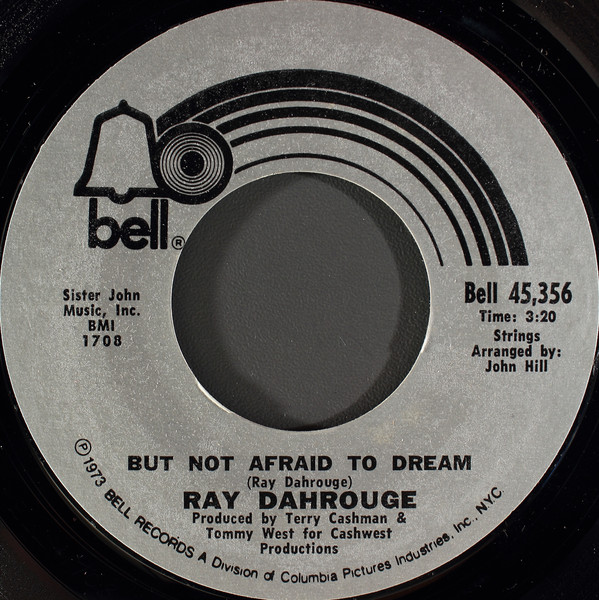 bell®
Sister John
Music, Inc.
BMI
1708
Bell 45,356
Time: 3:20
Strings
Arranged by:
John Hill
BUT NOT AFRAID TO DREAM
(Ray Dahrouge)
RAY DAHROUGE
Produced by Terry Cashman &
Tommy West for Cashwest
Productions
℗ 1973 BELL RECORDS A Division of Columbia Pictures Industries, Inc., N.Y.C.